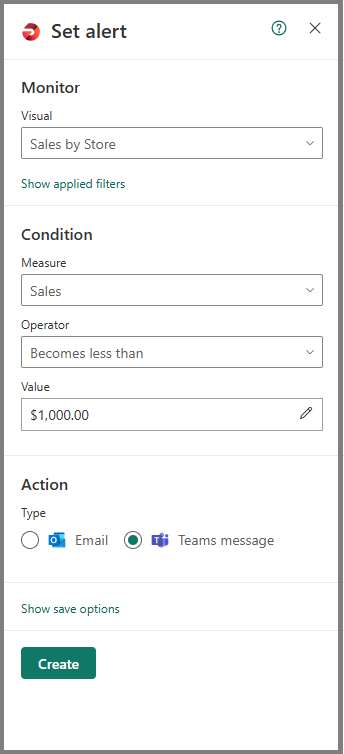 Set alert
Monitor
Visual
Sales by Store
Show applied filters
Condition
Measure
Sales
Operator
Becomes less than
Value
$1,000.00
Action
Type
Email Teams message
Show save options
Create